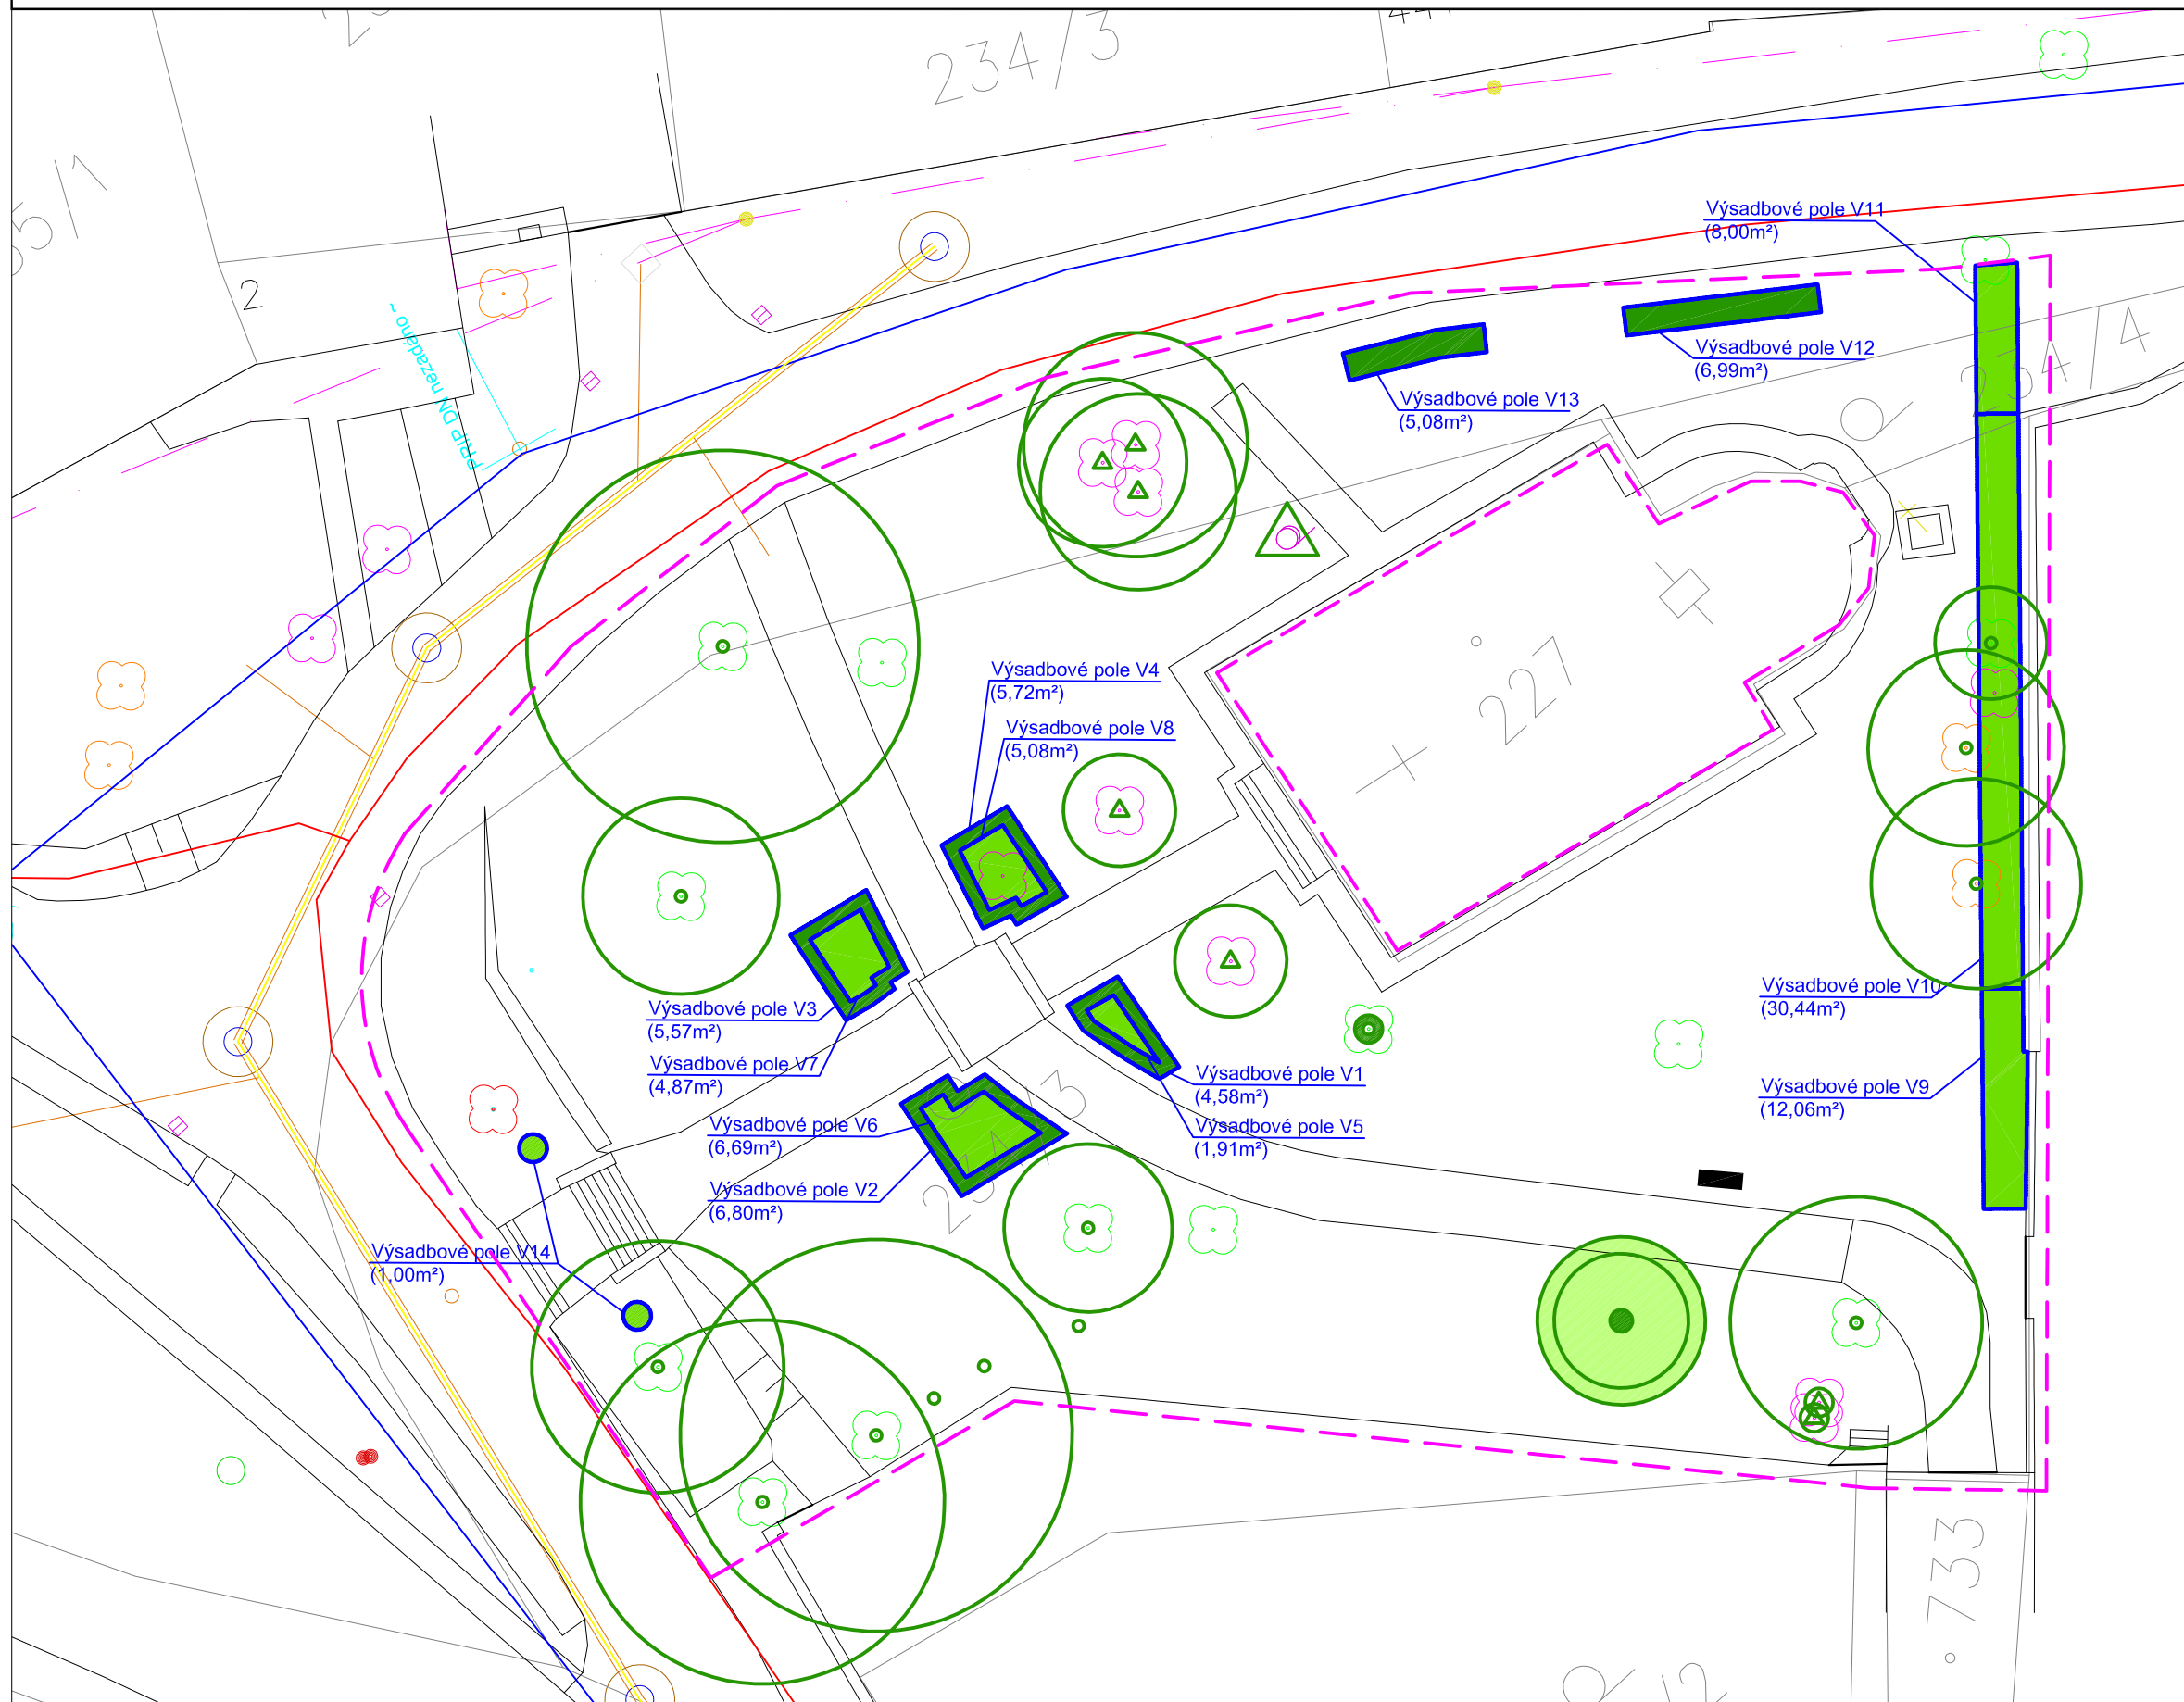 234/3
Výsadbové pole V11
(8,00m²)
2
PŘIP DN nezadáno ~
Výsadbové pole V12
(6,99m²)
Výsadbové pole V13
(5,08m²)
Výsadbové pole V4
(5,72m²)
Výsadbové pole V8
(5,08m²)
227
Výsadbové pole V3
(5,57m²)
Výsadbové pole V7
(4,87m²)
Výsadbové pole V10
(30,44m²)
Výsadbové pole V1
(4,58m²)
Výsadbové pole V9
(12,06m²)
Výsadbové pole V6
(6,69m²)
Výsadbové pole V5
(1,91m²)
Výsadbové pole V2
(6,80m²)
Výsadbové pole V14
(1,00m²)
733